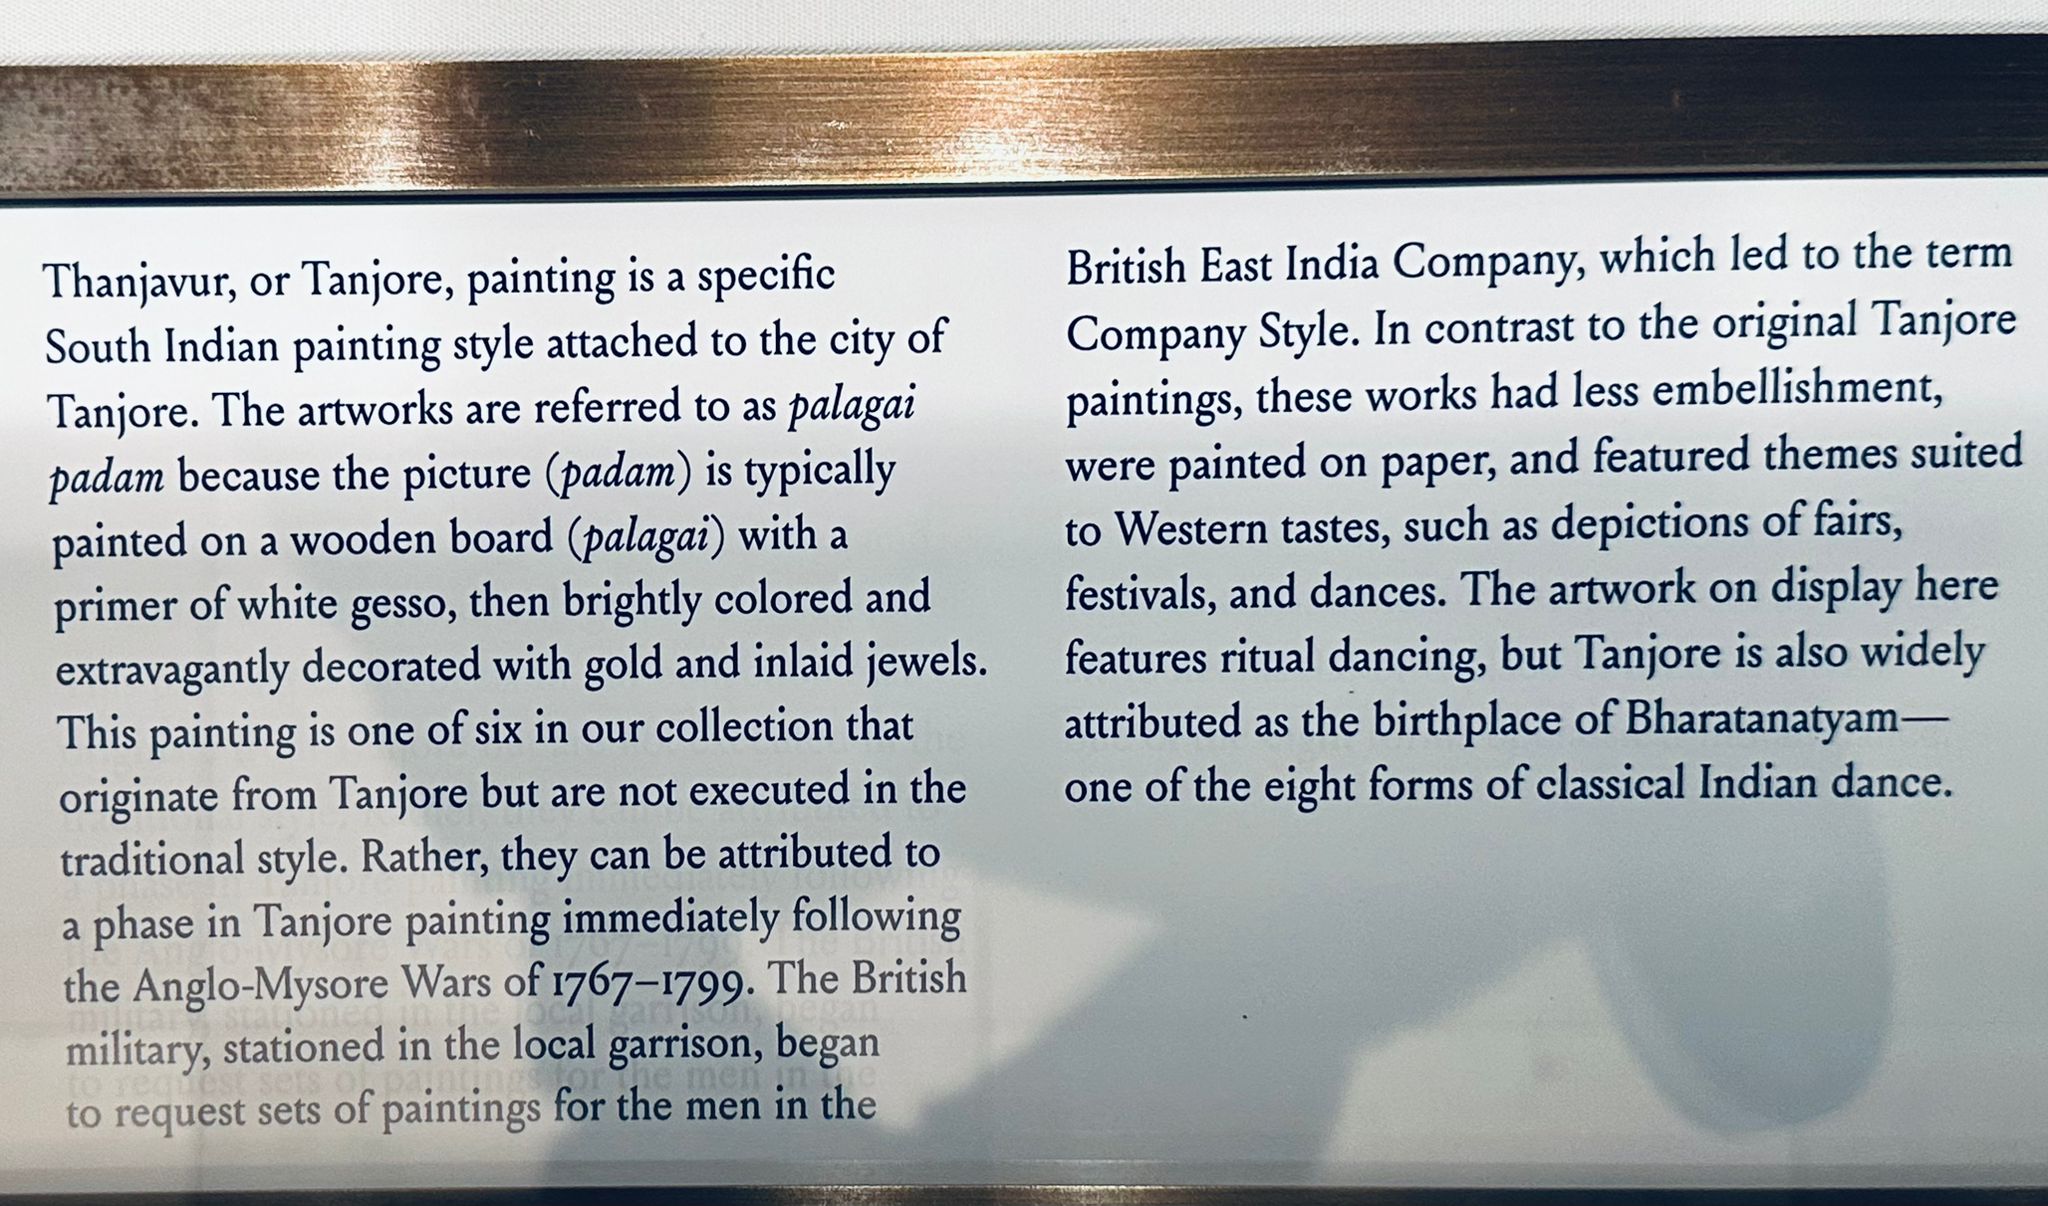 Thanjavur, or Tanjore, painting is a specific
South Indian painting style attached to the city of
Tanjore. The artworks are referred to as palagai
padam because the picture (padam) is typically
painted on a wooden board (palagai) with a
primer of white gesso, then brightly colored and
extravagantly decorated with gold and inlaid jewels.
This painting is one of six in our collection that
originate from Tanjore but are not executed in the
traditional style. Rather, they can be attributed to
a phase in Tanjore painting immediately following
the Anglo-Mysore Wars of 1767–1799. The British
military, stationed in the local garrison, began
to request sets of paintings for the men in the
British East India Company, which led to the term
Company Style. In contrast to the original Tanjore
paintings, these works had less embellishment,
were painted on paper, and featured themes suited
to Western tastes, such as depictions of fairs,
festivals, and dances. The artwork on display here
features ritual dancing, but Tanjore is also widely
attributed as the birthplace of Bharatanatyam—
one of the eight forms of classical Indian dance.